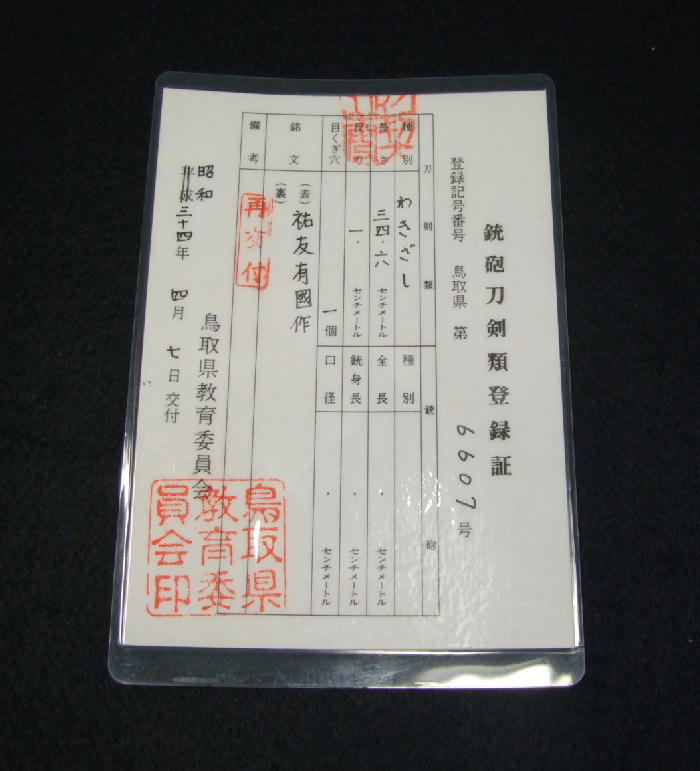 銃砲刀剣類登録証
登録記号番号 鳥取県 第 6607 号
刀剣類 銃砲
種別 わきざし 種別
長さ 三四・六 センチメートル 全長 ・ センチメートル
反り 一・ センチメートル 銃身長 ・ センチメートル
目くぎ穴 一個 口径 ・ センチメートル
銘文 (表) 祐友有國作
(裏)
備考
再交付
鳥取県教育委員会
昭和
平成三十四年 四月 七日交付
鳥取県
教育委
員会印